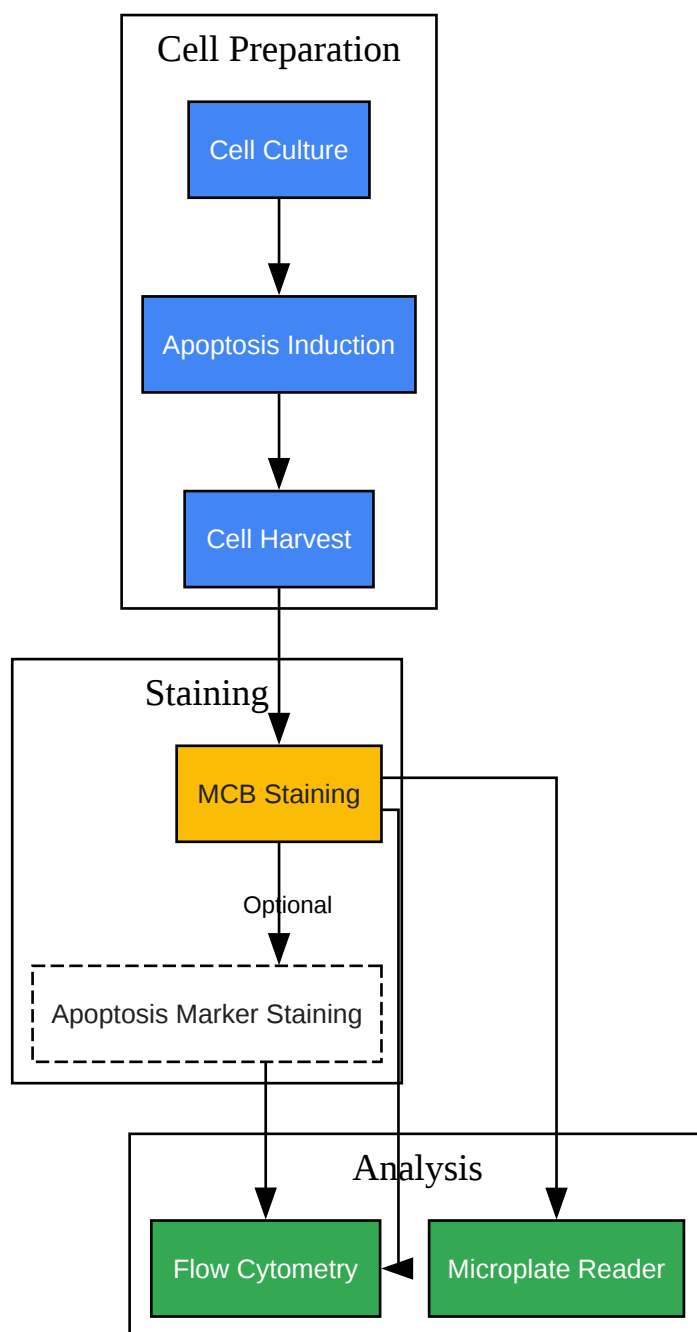 Cell Preparation
Cell Culture
Apoptosis Induction
Cell Harvest
Staining
MCB Staining
Optional
Apoptosis Marker Staining
Analysis
Flow Cytometry
Microplate Reader